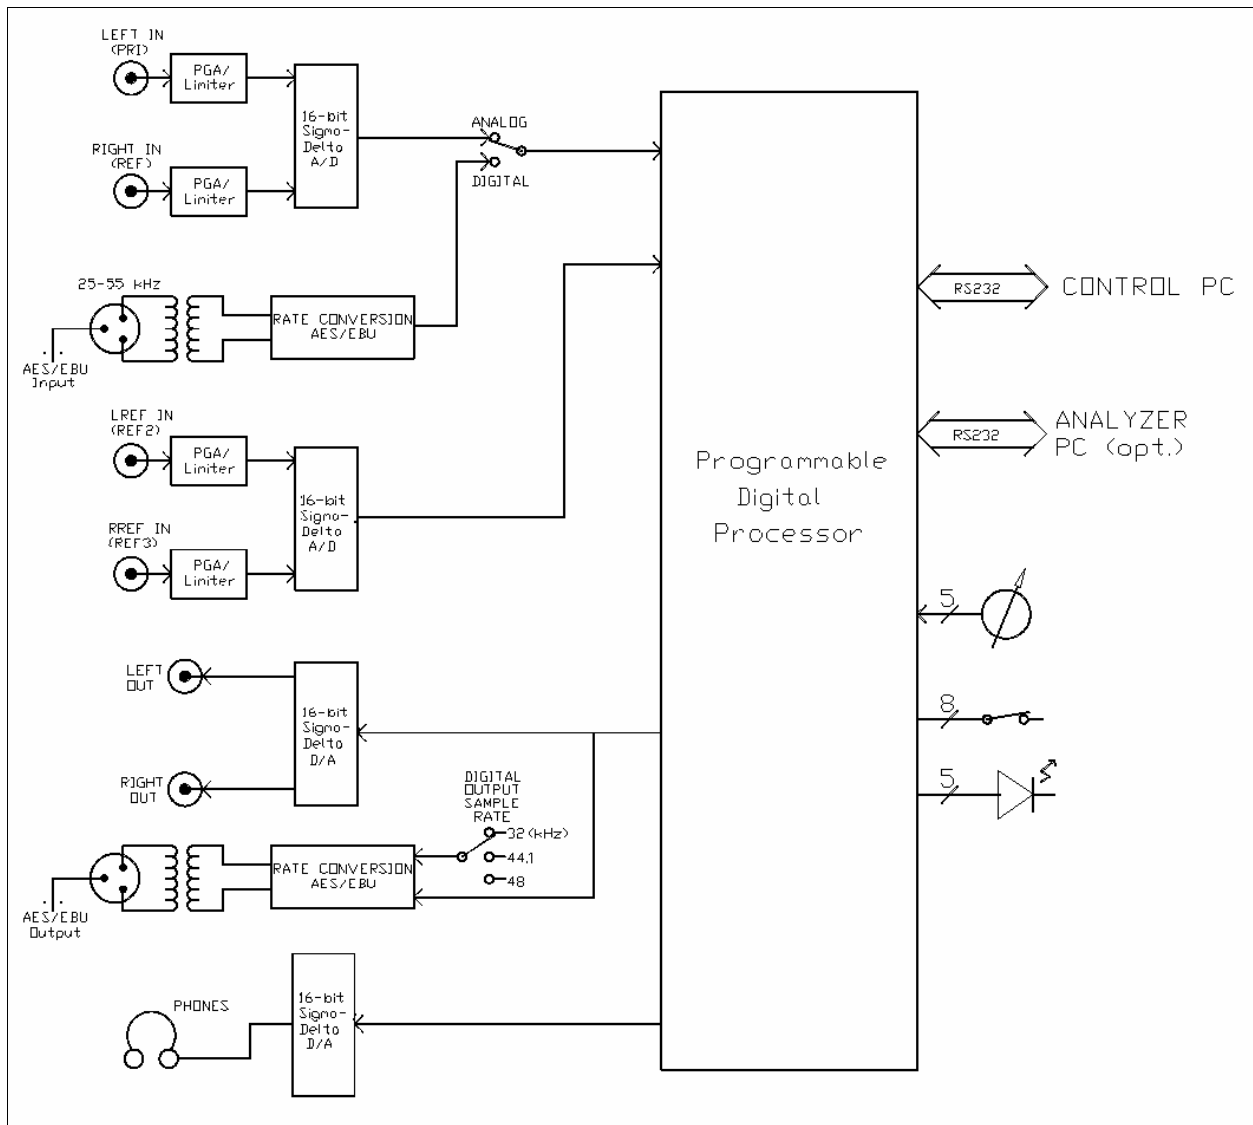 LEFT IN
(PRI)
PGA/
Limiter
16-bit
Sigma-
Delta
A/D
RIGHT IN
(REF)
PGA/
Limiter
ANALOG
DIGITAL
25-55 kHz
RATE CONVERSION
AES/EBU
AES/EBU
Input
LREF IN
(REF2)
PGA/
Limiter
16-bit
Sigma-
Delta
A/D
RREF IN
(REF3)
PGA/
Limiter
Programmable
Digital
Processor
RS232
CONTROL PC
RS232
ANALYZER
PC (opt.)
5
8
5
LEFT
OUT
16-bit
Sigma-
Delta
D/A
RIGHT
OUT
DIGITAL
OUTPUT
SAMPLE
RATE
32 (kHz)
44.1
48
RATE CONVERSION
AES/EBU
AES/EBU
Output
PHONES
16-bit
Sigma-
Delta
D/A